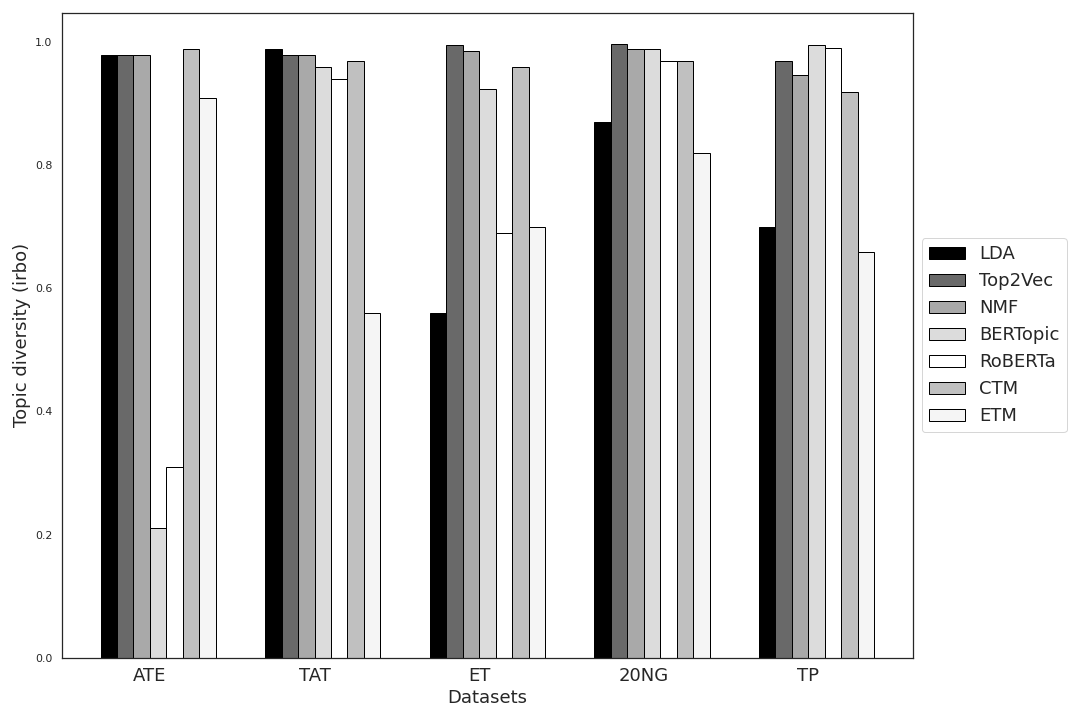 Topic diversity (irbo)
1.0
0.8
0.6
0.4
0.2
0.0
ATE TAT ET 20NG TP
Datasets
LDA
Top2Vec
NMF
BERTopic
RoBERTa
CTM
ETM